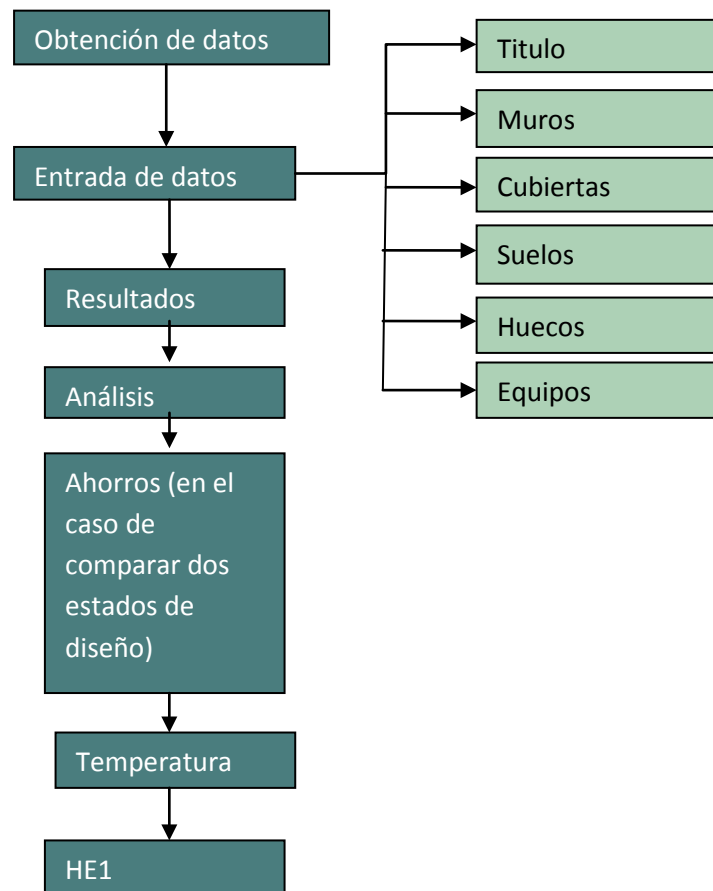 Obtención de datos
Entrada de datos
Resultados
Análisis
Ahorros (en el
caso de
comparar dos
estados de
diseño)
Temperatura
HE1
Titulo
Muros
Cubiertas
Suelos
Huecos
Equipos